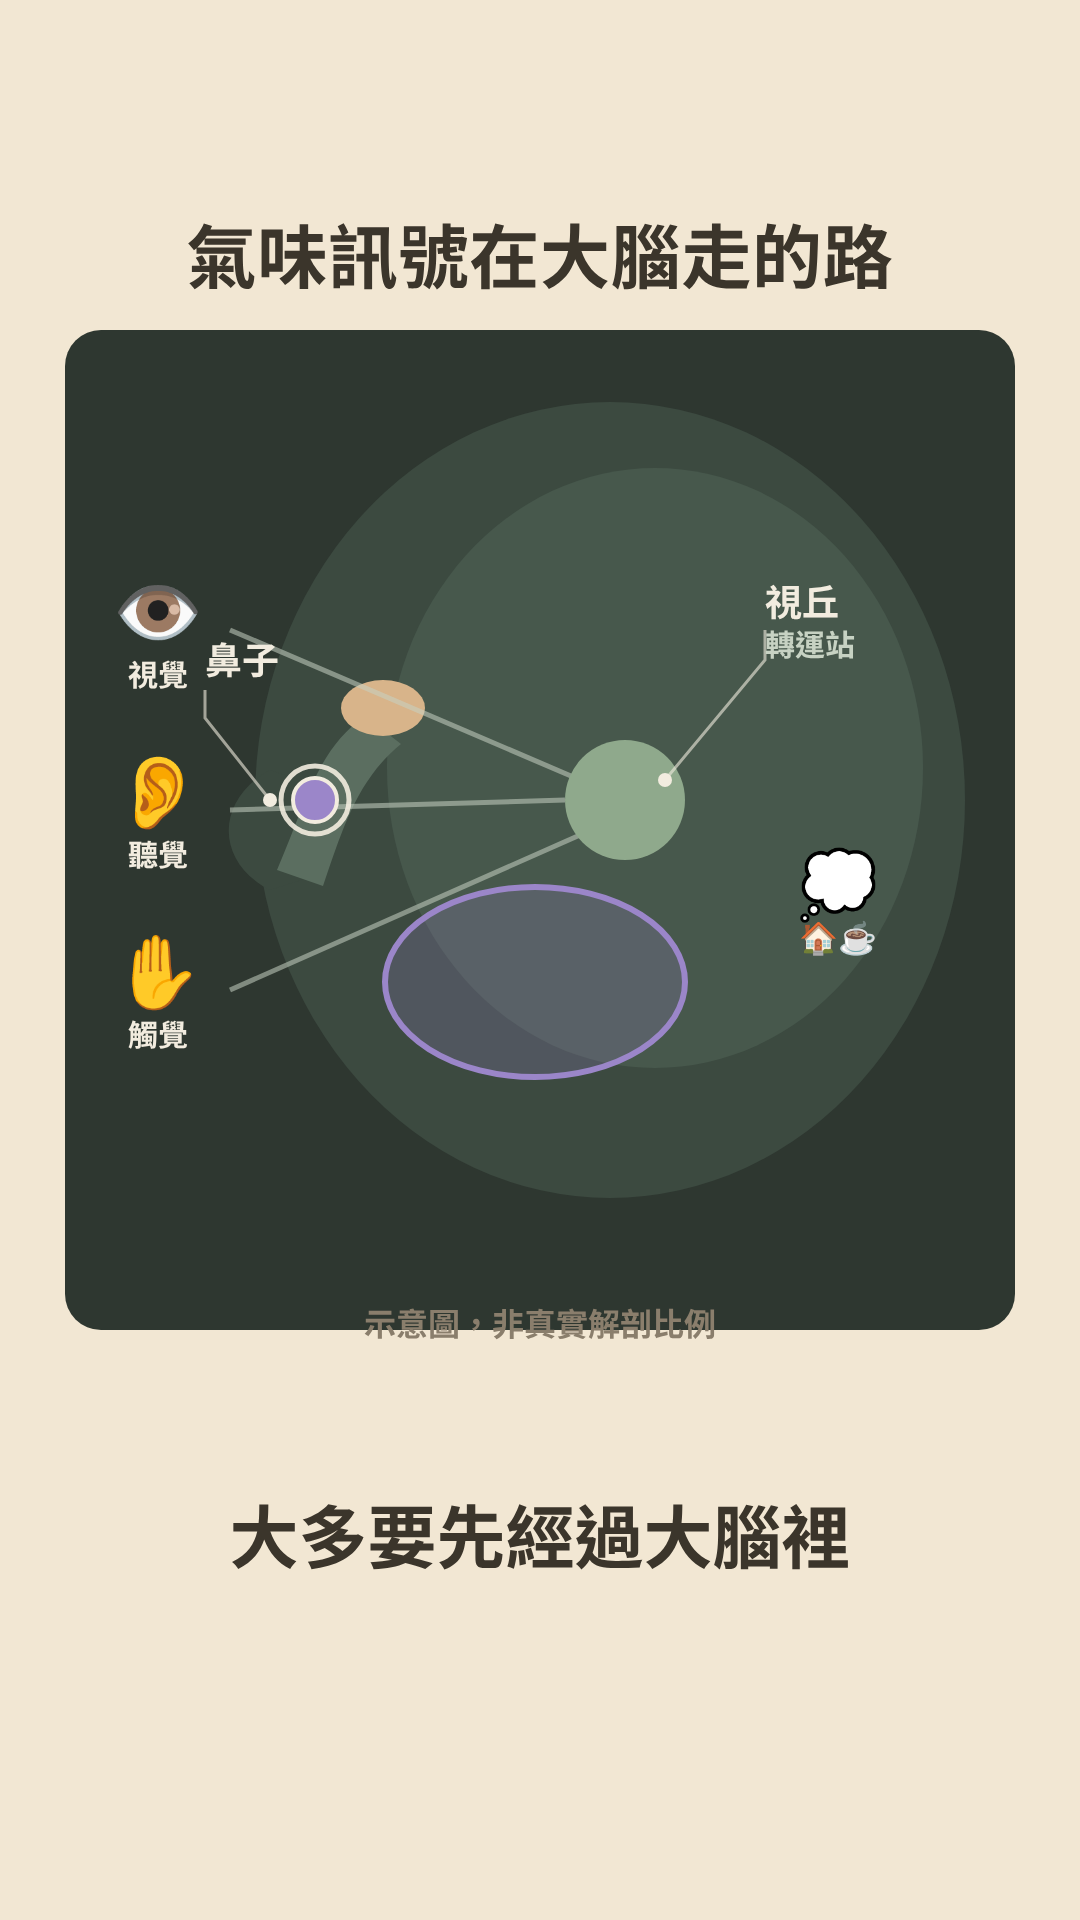 氣味訊號在大腦走的路
視丘
轉運站
鼻子
視覺
聽覺
觸覺
示意圖，非真實解剖比例
大多要先經過大腦裡